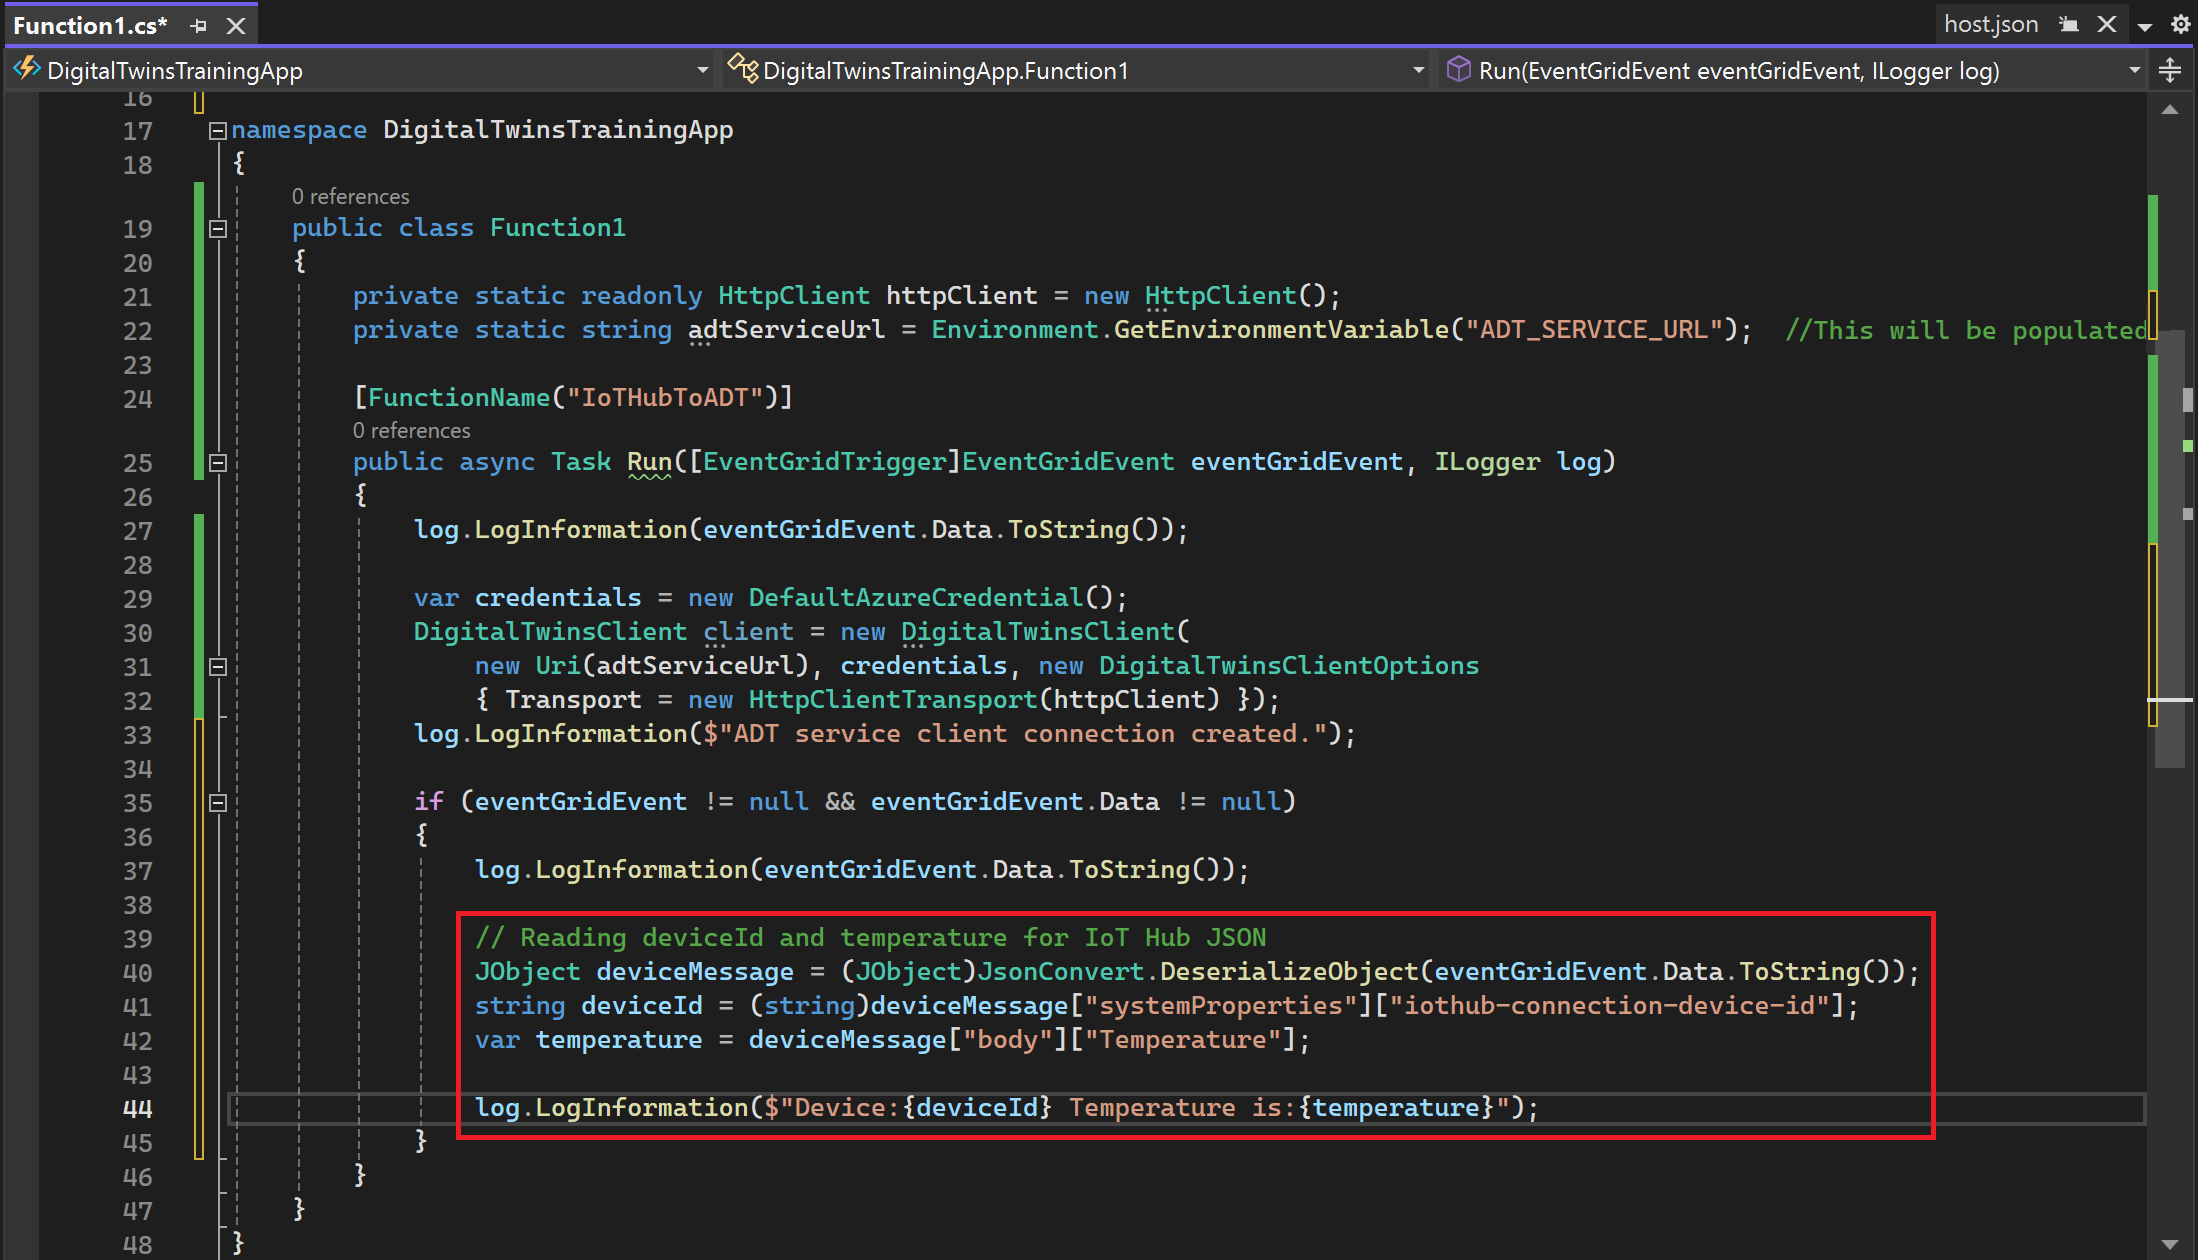 Function1.cs*
host.json
DigitalTwinsTrainingApp
DigitalTwinsTrainingApp.Function1
Run(EventGridEvent eventGridEvent, ILogger log)
16
17 namespace DigitalTwinsTrainingApp
18 {
0 references
19 public class Function1
20 {
21 private static readonly HttpClient httpClient = new HttpClient();
22 private static string adtServiceUrl = Environment.GetEnvironmentVariable("ADT_SERVICE_URL"); //This will be populated
23
24 [FunctionName("IoTHubToADT")]
0 references
25 public async Task Run([EventGridTrigger]EventGridEvent eventGridEvent, ILogger log)
26 {
27 log.LogInformation(eventGridEvent.Data.ToString());
28
29 var credentials = new DefaultAzureCredential();
30 DigitalTwinsClient client = new DigitalTwinsClient(
31 new Uri(adtServiceUrl), credentials, new DigitalTwinsClientOptions
32 { Transport = new HttpClientTransport(httpClient) });
33 log.LogInformation($"ADT service client connection created.");
34
35 if (eventGridEvent != null && eventGridEvent.Data != null)
36 {
37 log.LogInformation(eventGridEvent.Data.ToString());
38
39 // Reading deviceId and temperature for IoT Hub JSON
40 JObject deviceMessage = (JObject)JsonConvert.DeserializeObject(eventGridEvent.Data.ToString());
41 string deviceId = (string)deviceMessage["systemProperties"]["iothub-connection-device-id"];
42 var temperature = deviceMessage["body"]["Temperature"];
43
44 log.LogInformation($"Device:{deviceId} Temperature is:{temperature}");
45 }
46 }
47 }
48 }